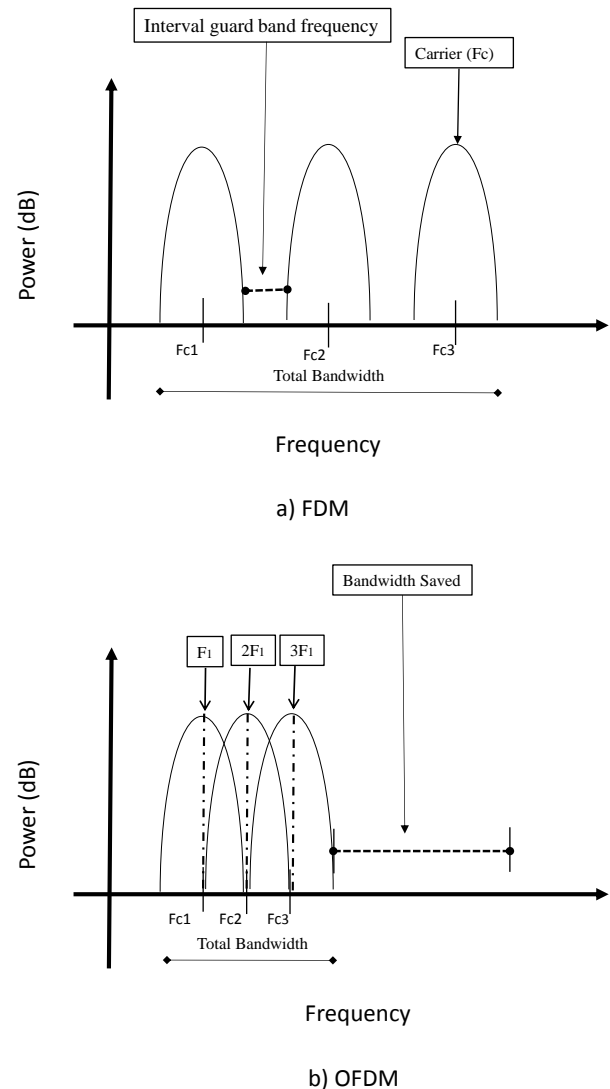 Interval guard band frequency
Carrier (Fc)
Power (dB)
Fc1
Fc2
Fc3
Total Bandwidth
Frequency
a) FDM
Bandwidth Saved
F1
2F1
3F1
Power (dB)
Fc1
Fc2
Fc3
Total Bandwidth
Frequency
b) OFDM